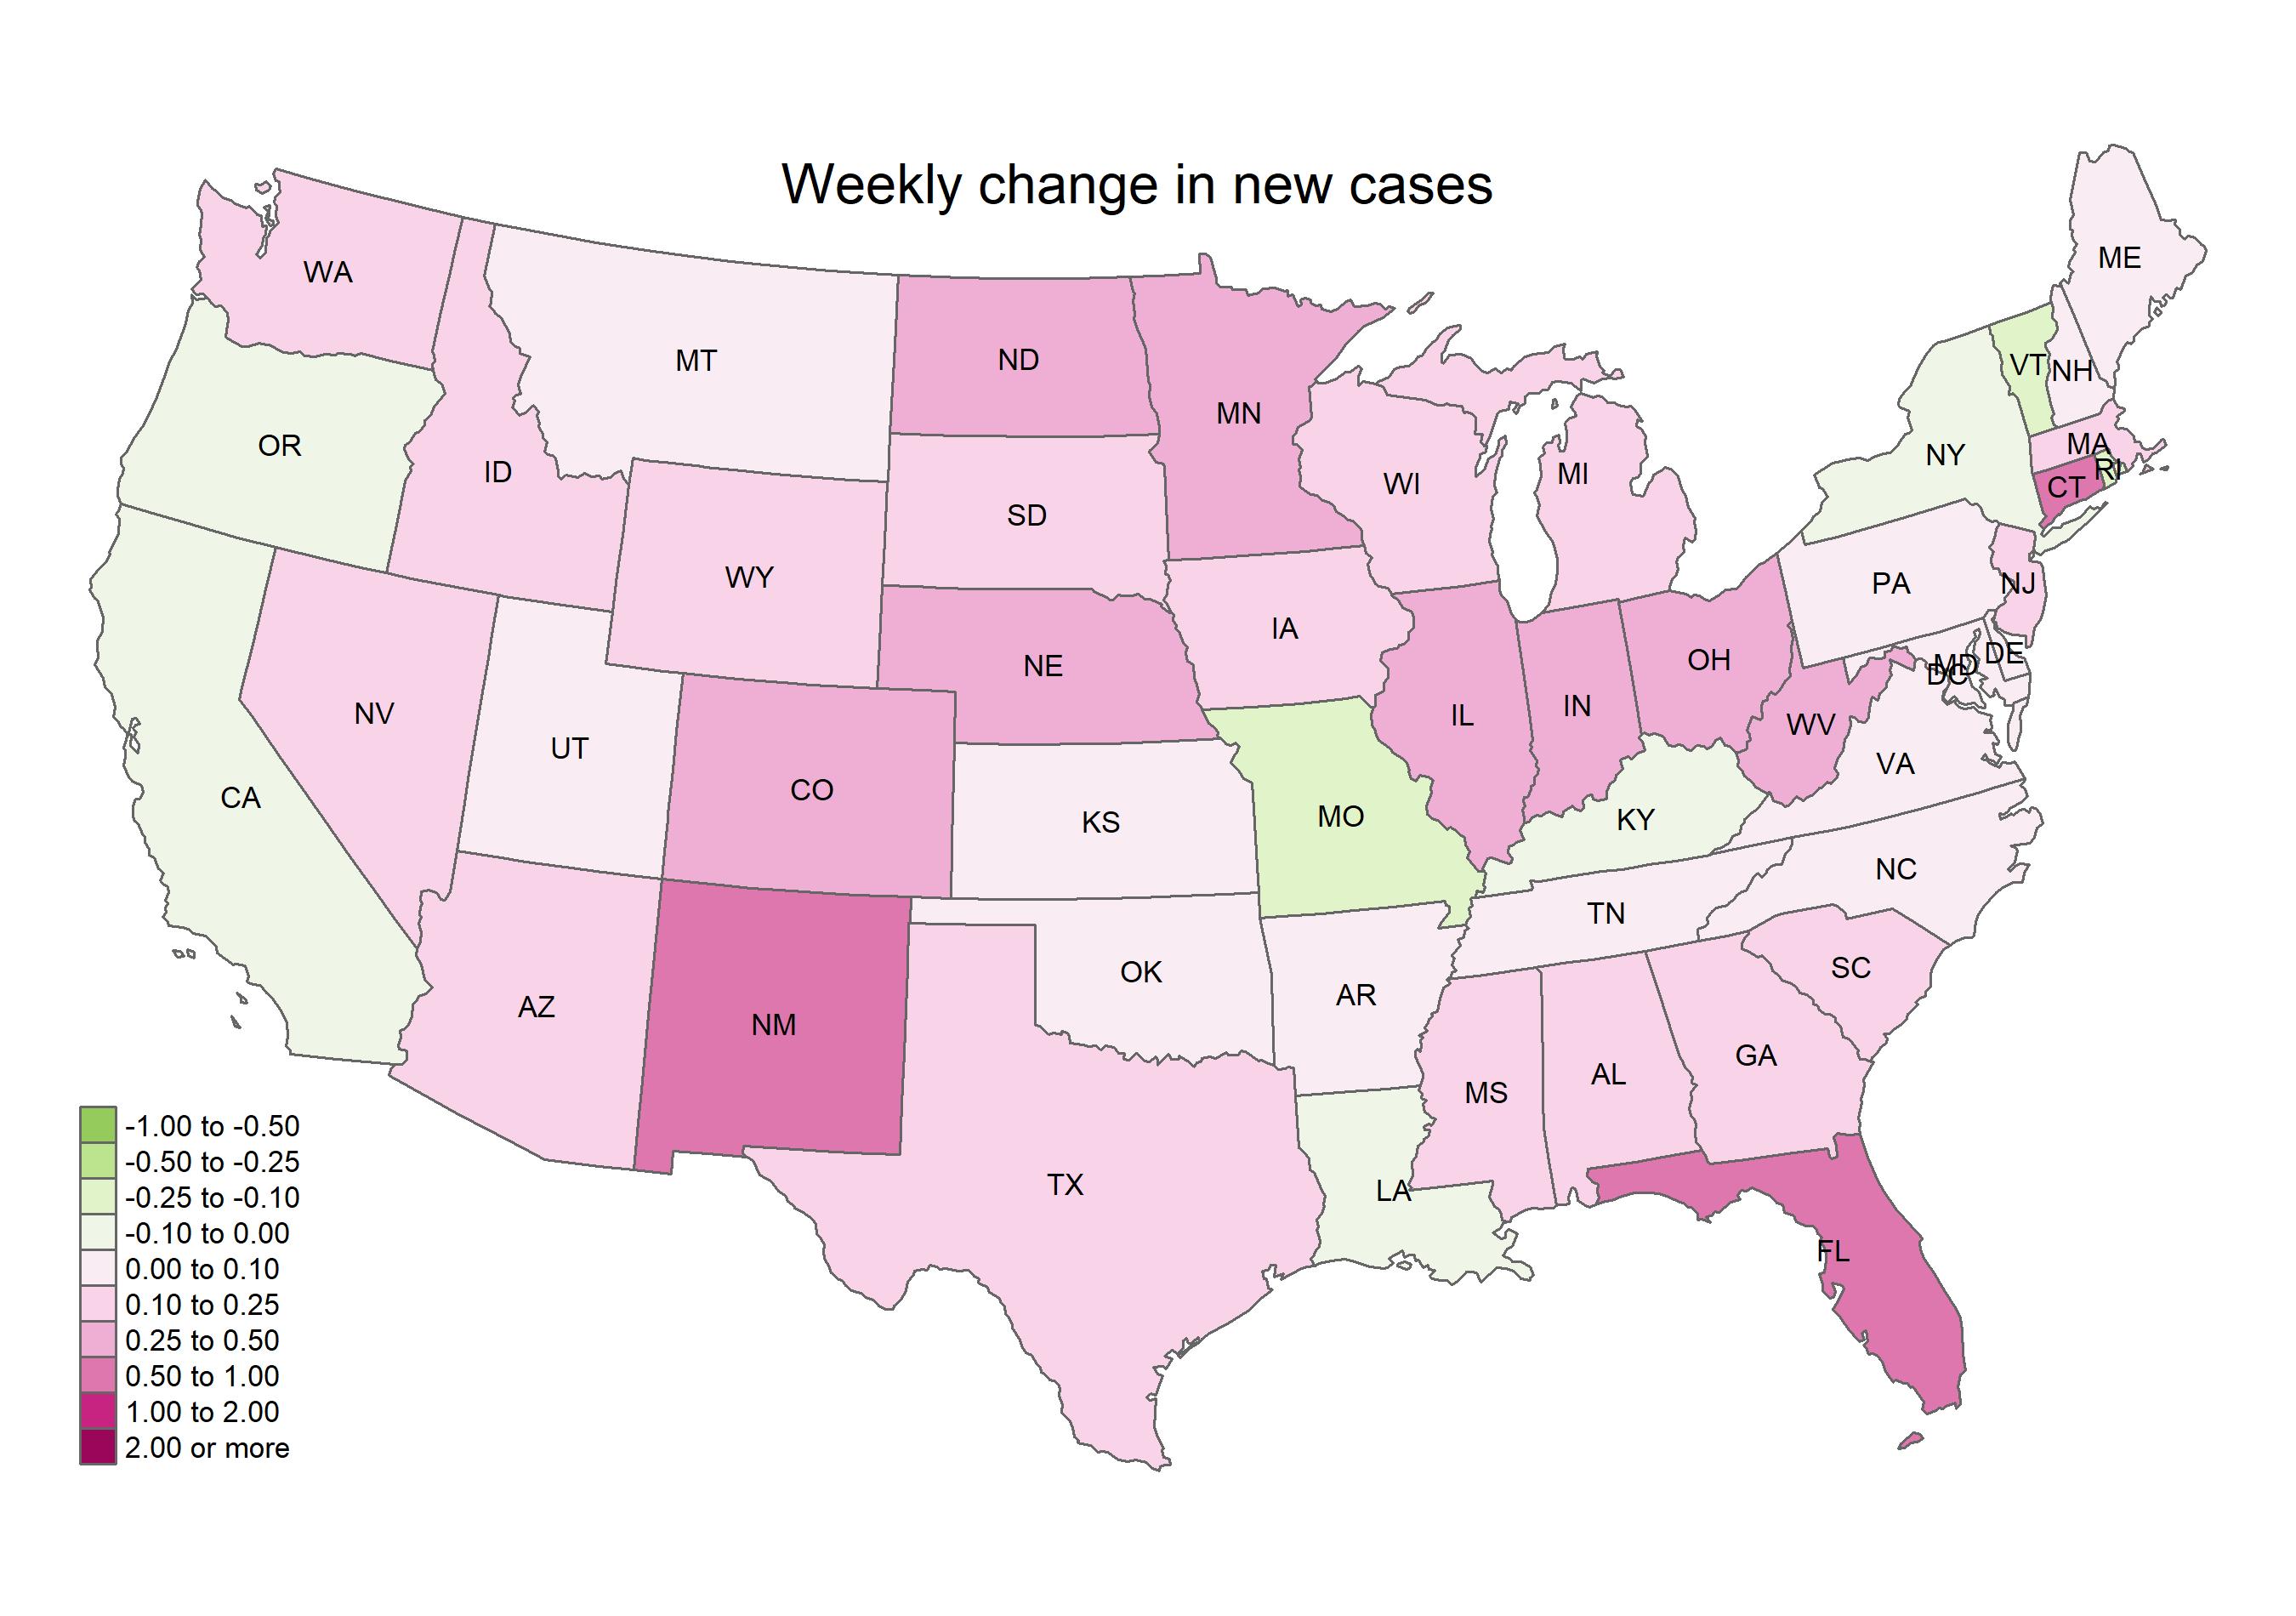 Weekly change in new cases
ME
WA
MT
ND
VT
NH
MN
OR
MA
NY
RI
ID
MI
WI
CT
SD
WY
PA
NJ
IA
DE
OH
MD
NE
DC
IN
NV
IL
WV
UT
VA
CO
CA
MO
KY
KS
NC
TN
SC
OK
AR
AZ
NM
GA
AL
MS
TX
LA
FL
-1.00 to -0.50
-0.50 to -0.25
-0.25 to -0.10
-0.10 to 0.00
0.00 to 0.10
0.10 to 0.25
0.25 to 0.50
0.50 to 1.00
1.00 to 2.00
2.00 or more